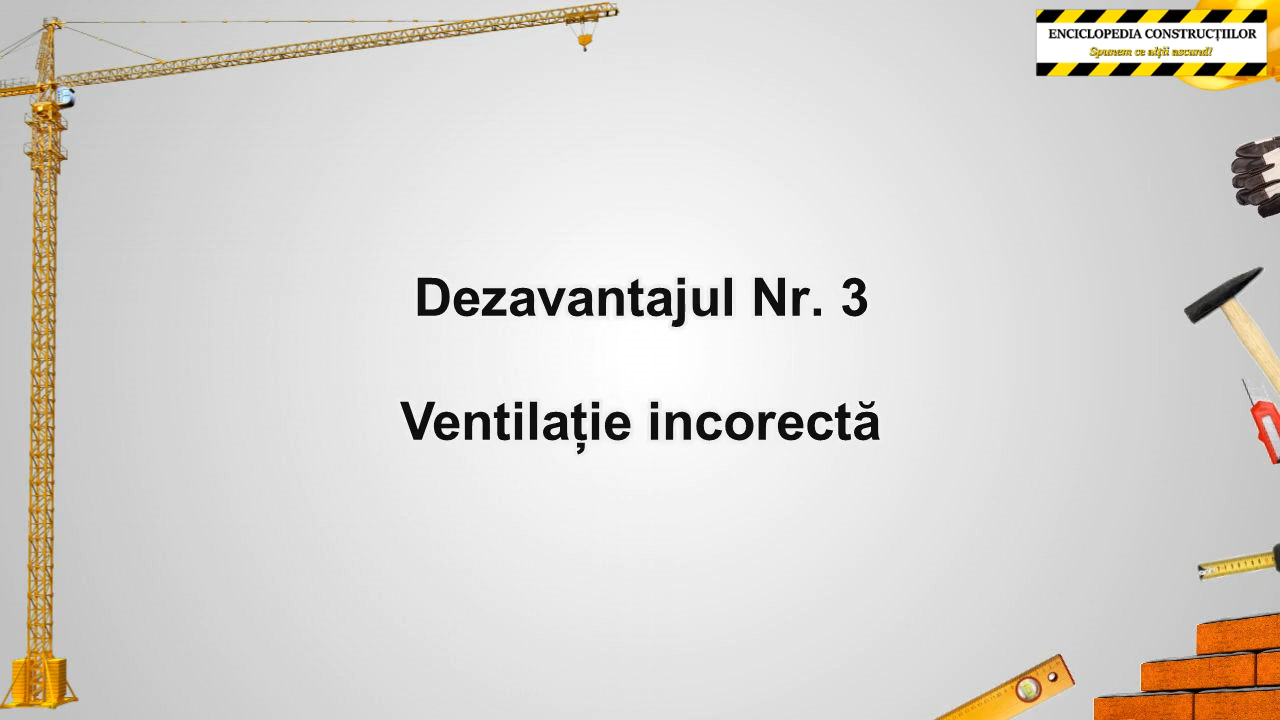 ENCICLOPEDIA CONSTRUCȚIILOR
Spunem ce alții ascund!
Dezavantajul Nr. 3
Ventilație incorectă